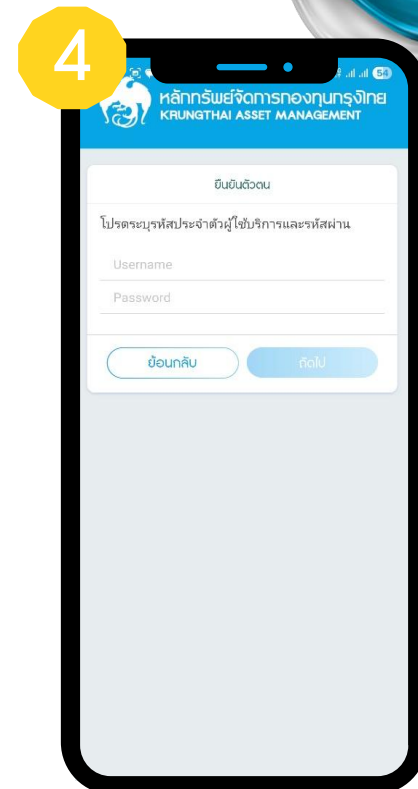 4
54
หลักทรัพย์จัดการกองทุนกรุงไทย
KRUNGTHAI ASSET MANAGEMENT
ยืนยันตัวตน
โปรดระบุรหัสประจำตัวผู้ใช้บริการและรหัสผ่าน
Username
Password
ย้อนกลับ
ถัดไป